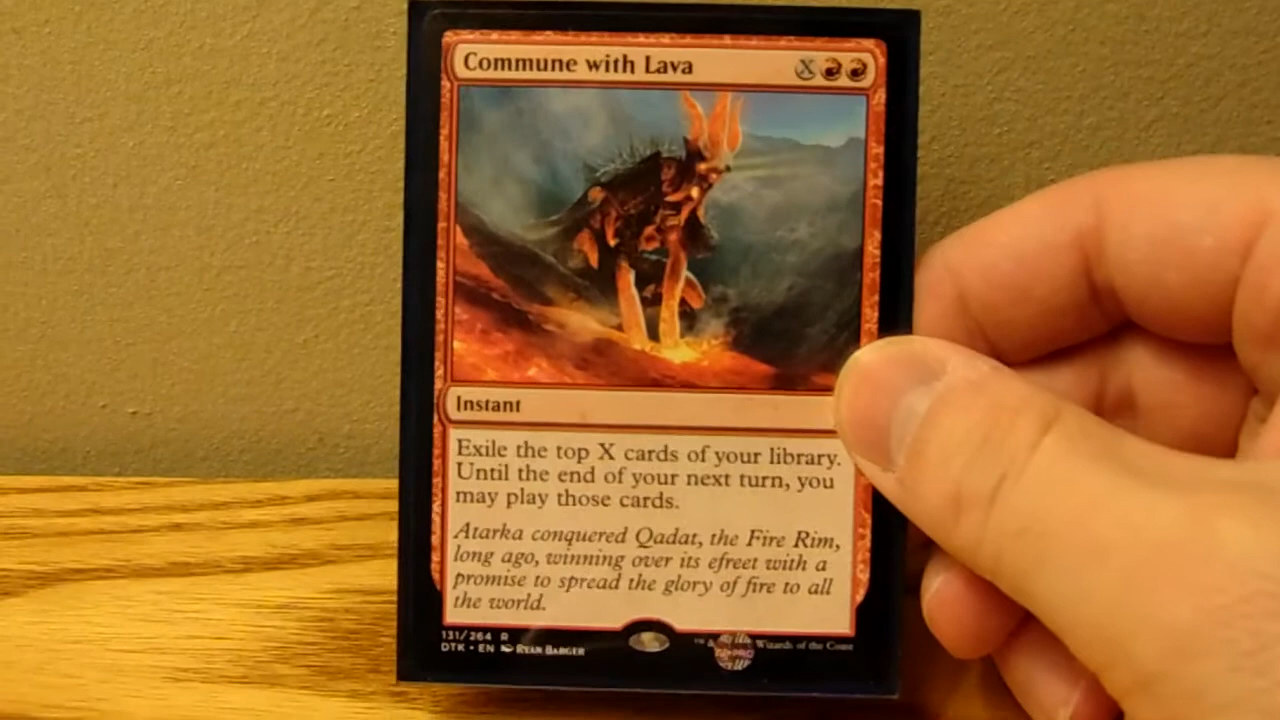 Commune with Lava X
Instant
Exile the top X cards of your library.
Until the end of your next turn, you
may play those cards.
Atarka conquered Qadat, the Fire Rim,
long ago, winning over its efreet with a
promise to spread the glory of fire to all
the world.
131/264 R
DTK • EN RYAN BARGER
™ & Wizards of the Coast